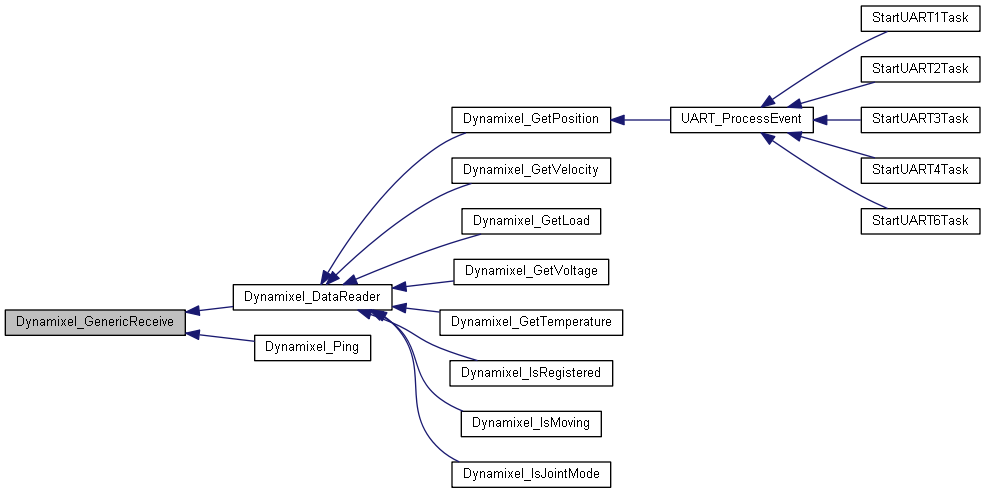 StartUART1Task
StartUART2Task
Dynamixel_GetPosition
UART_ProcessEvent
StartUART3Task
Dynamixel_GetVelocity
StartUART4Task
Dynamixel_GetLoad
StartUART6Task
Dynamixel_GetVoltage
Dynamixel_DataReader
Dynamixel_GenericReceive
Dynamixel_GetTemperature
Dynamixel_Ping
Dynamixel_IsRegistered
Dynamixel_IsMoving
Dynamixel_IsJointMode